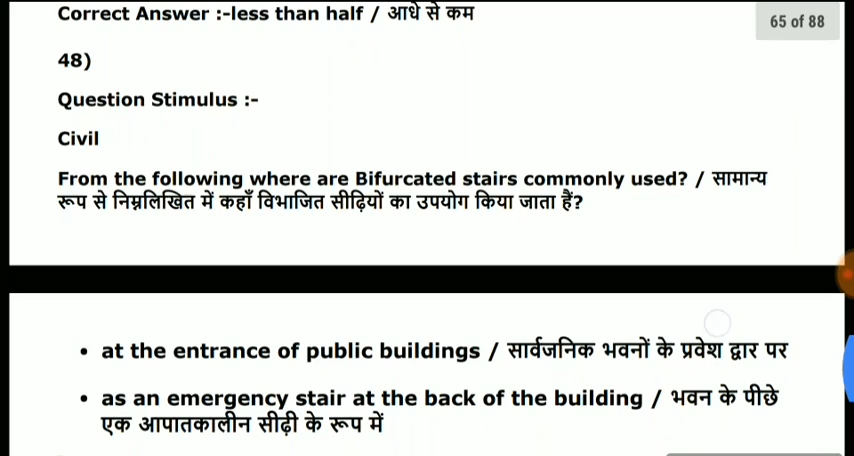 Correct Answer :-less than half / आधे से कम
65 of 88
48)
Question Stimulus :-
Civil
From the following where are Bifurcated stairs commonly used? / सामान्य
रूप से निम्नलिखित में कहाँ विभाजित सीढ़ियों का उपयोग किया जाता हैं?
• at the entrance of public buildings / सार्वजनिक भवनों के प्रवेश द्वार पर
• as an emergency stair at the back of the building / भवन के पीछे
एक आपातकालीन सीढ़ी के रूप में